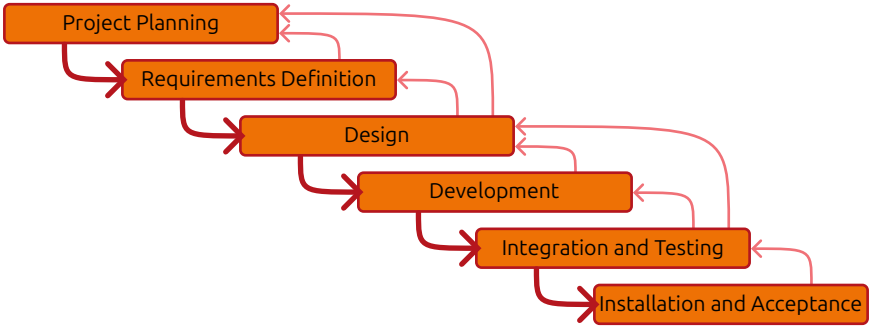 Project Planning
Requirements Definition
Design
Development
Integration and Testing
Installation and Acceptance